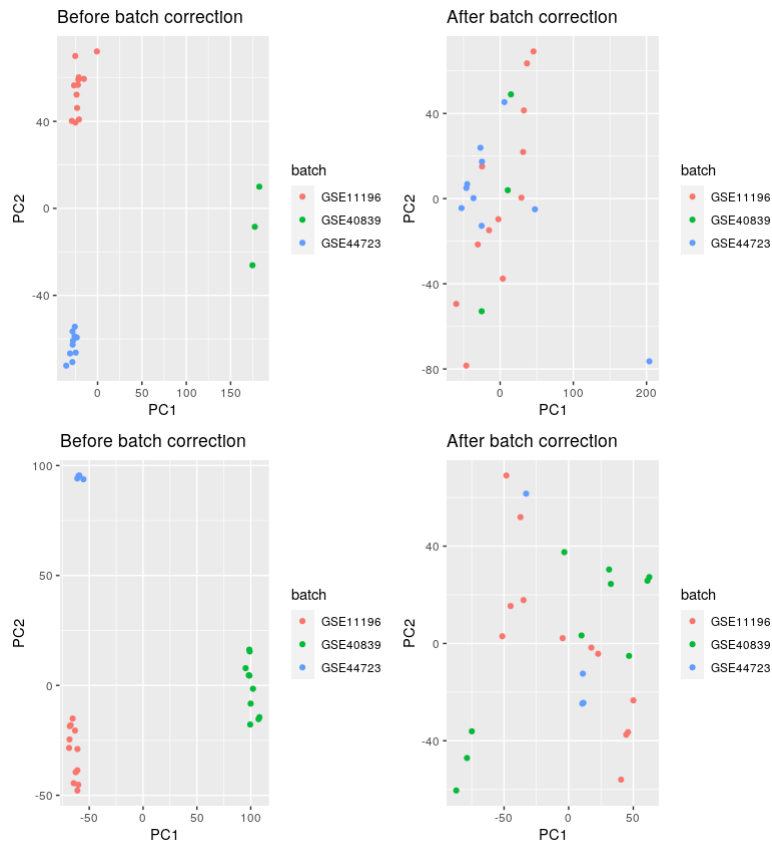 Before batch correction
40
0
-40
PC2
0
50
100
150
PC1
batch
GSE11196
GSE40839
GSE44723
After batch correction
40
0
-40
-80
PC2
0
100
200
PC1
batch
GSE11196
GSE40839
GSE44723
Before batch correction
100
50
0
-50
PC2
-50
0
50
100
PC1
batch
GSE11196
GSE40839
GSE44723
After batch correction
40
0
-40
PC2
-50
0
50
PC1
batch
GSE11196
GSE40839
GSE44723